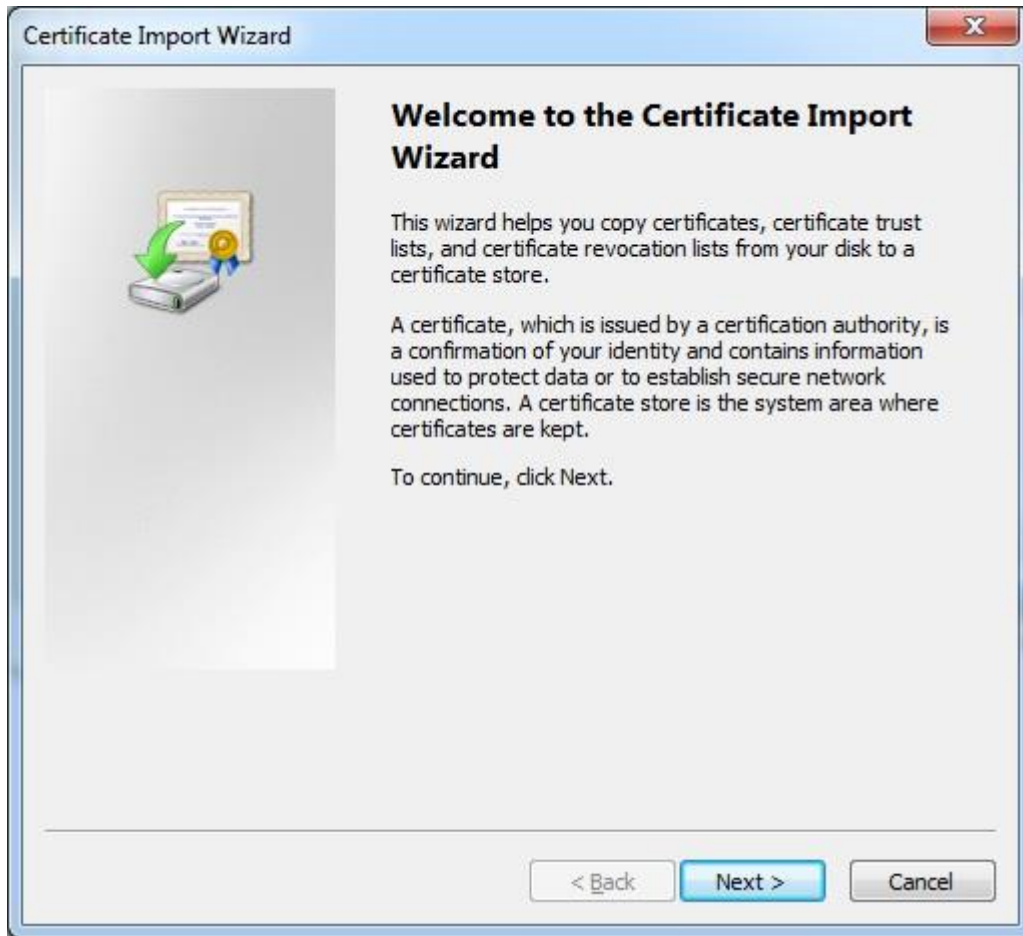 Certificate Import Wizard
Welcome to the Certificate Import
Wizard
This wizard helps you copy certificates, certificate trust
lists, and certificate revocation lists from your disk to a
certificate store.
A certificate, which is issued by a certification authority, is
a confirmation of your identity and contains information
used to protect data or to establish secure network
connections. A certificate store is the system area where
certificates are kept.
To continue, click Next.
< Back Next > Cancel